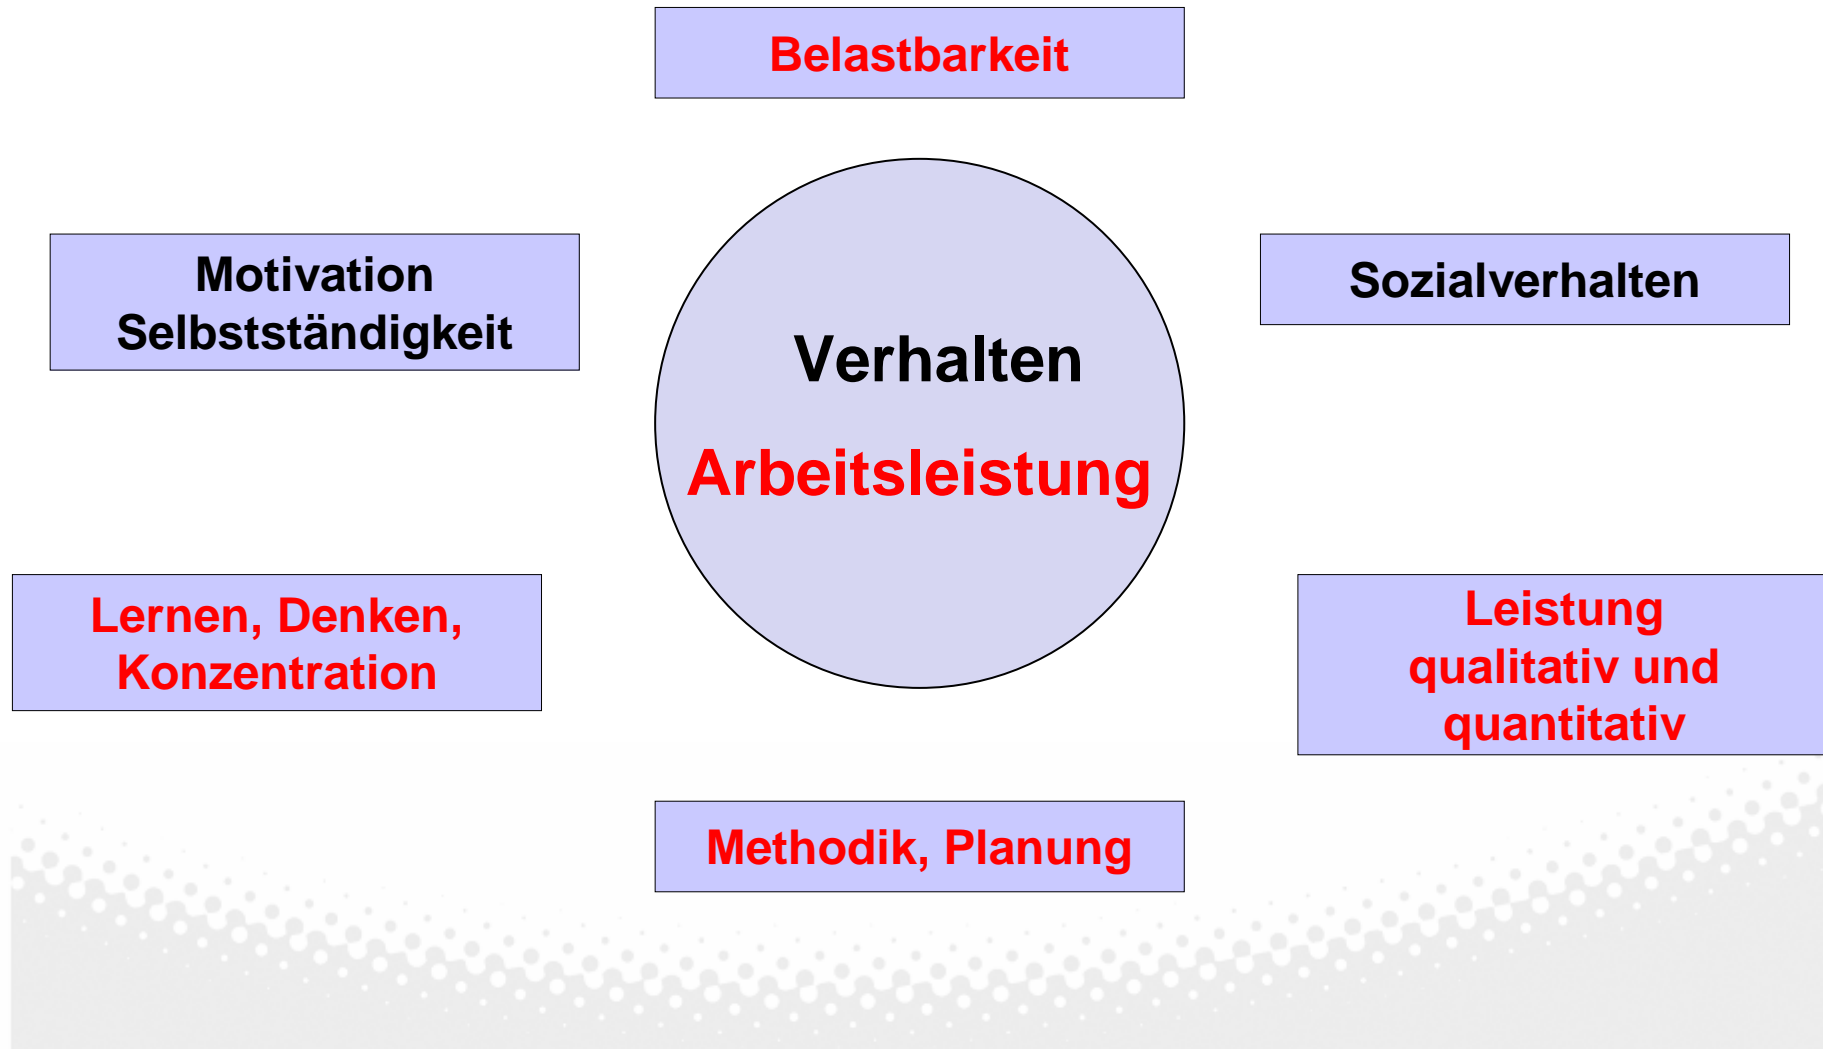 Belastbarkeit
Motivation
Selbstständigkeit
Sozialverhalten
Verhalten
Arbeitsleistung
Lernen, Denken,
Konzentration
Leistung
qualitativ und
quantitativ
Methodik, Planung